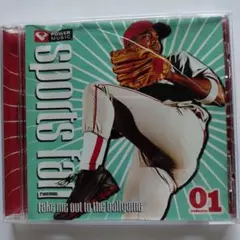 POWER
MUSIC
sports fan
take me out to the ballgame
01